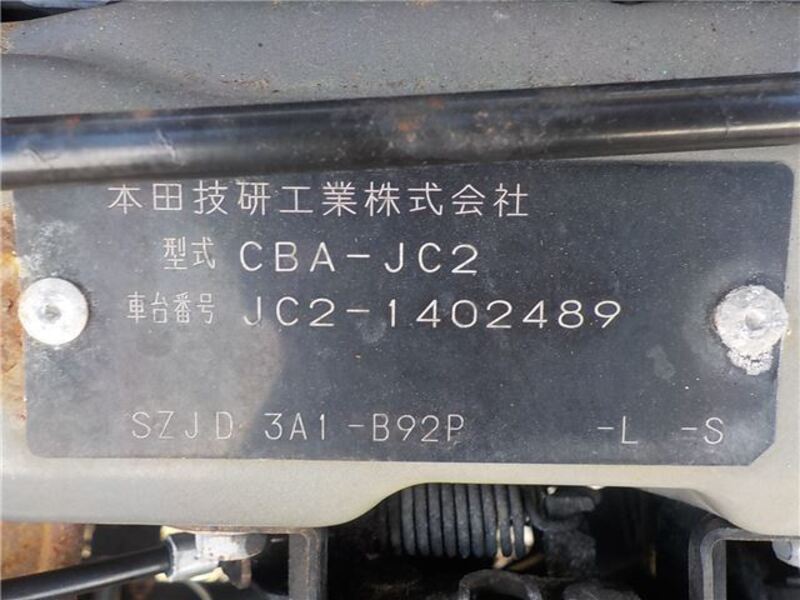 本田技研工業株式会社
型式 CBA-JC2
車台番号 JC2-1402489
SZJD 3A1-B92P -L -S